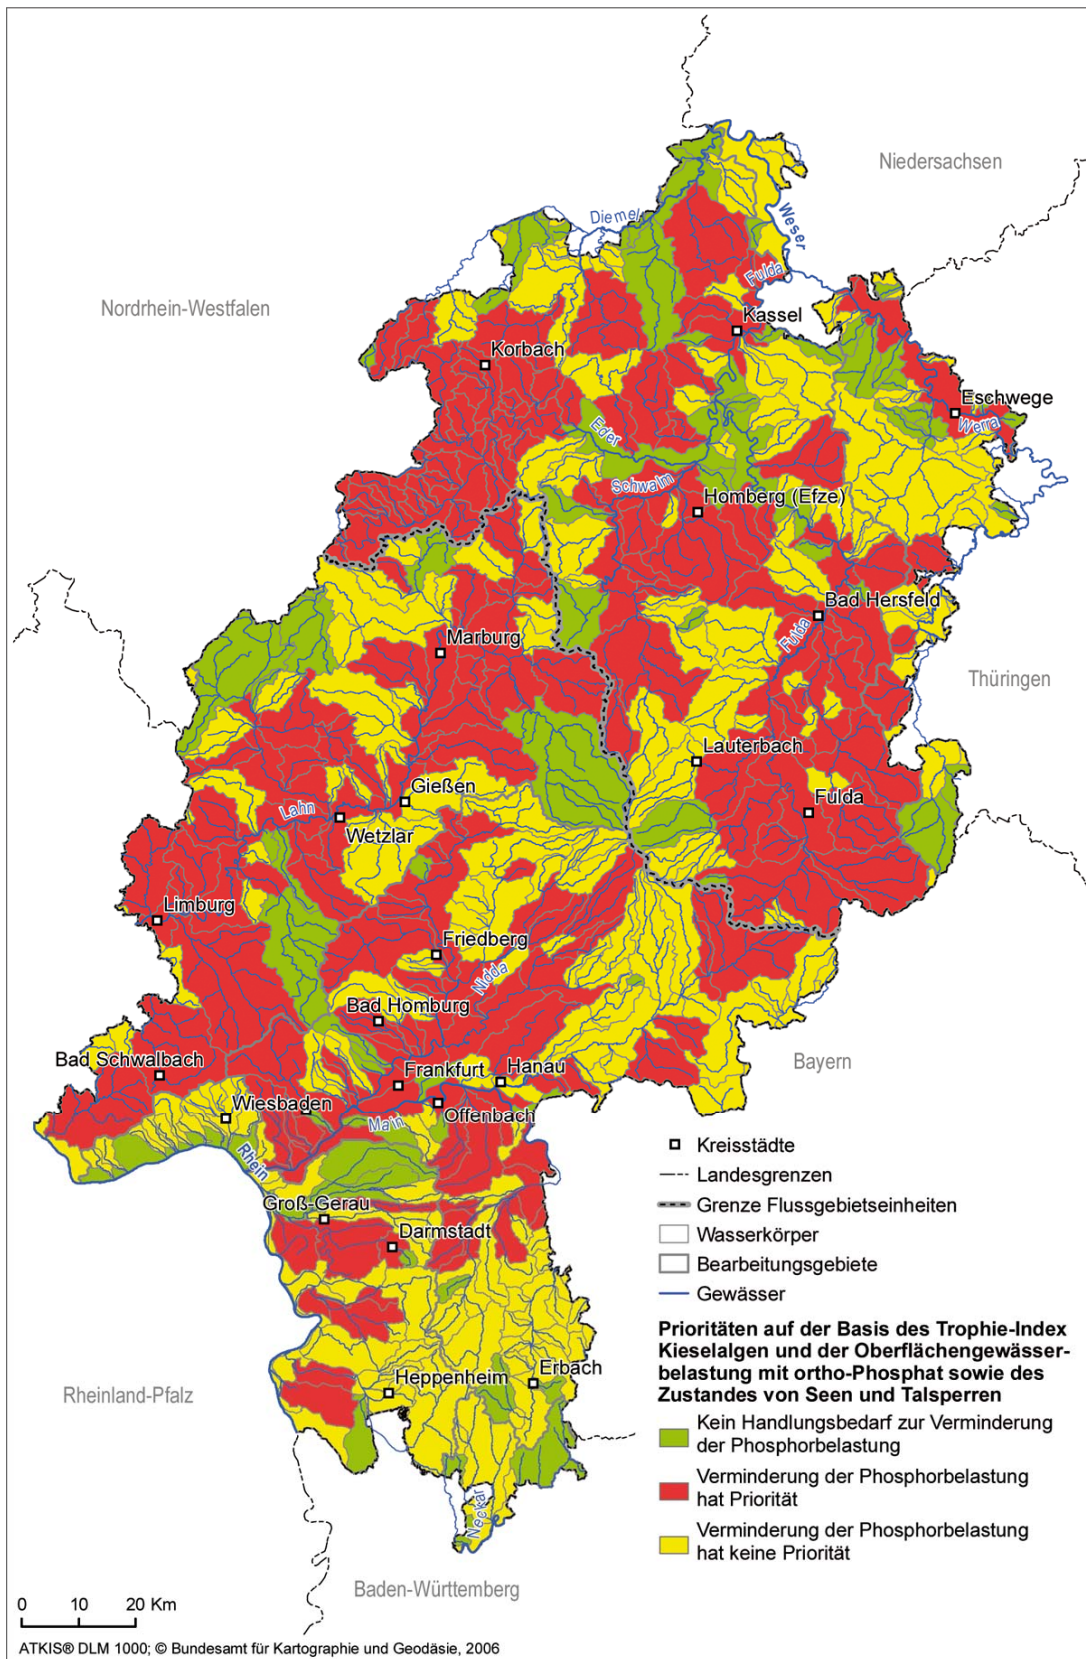 Niedersachsen
Diemel
Weser
Nordrhein-Westfalen
Fulda
Kassel
Korbach
Eschwege
Werra
Eder
Schwalm
Homberg (Efze)
Bad Hersfeld
Fulda
Marburg
Thüringen
Lauterbach
Gießen
Fulda
Lahn
Wetzlar
Limburg
Friedberg
Nidda
Bad Homburg
Bayern
Bad Schwalbach
Frankfurt
Hanau
Wiesbaden
Offenbach
Main
Rhein
Groß-Gerau
Darmstadt
Erbach
Heppenheim
Rheinland-Pfalz
Neckar
Baden-Württemberg
Kreisstädte
Landesgrenzen
Grenze Flussgebietseinheiten
Wasserkörper
Bearbeitungsgebiete
Gewässer
Prioritäten auf der Basis des Trophie-Index
Kieselalgen und der Oberflächengewässer-
belastung mit ortho-Phosphat sowie des
Zustandes von Seen und Talsperren
Kein Handlungsbedarf zur Verminderung
der Phosphorbelastung
Verminderung der Phosphorbelastung
hat Priorität
Verminderung der Phosphorbelastung
hat keine Priorität
0 10 20 Km
ATKIS® DLM 1000; © Bundesamt für Kartographie und Geodäsie, 2006